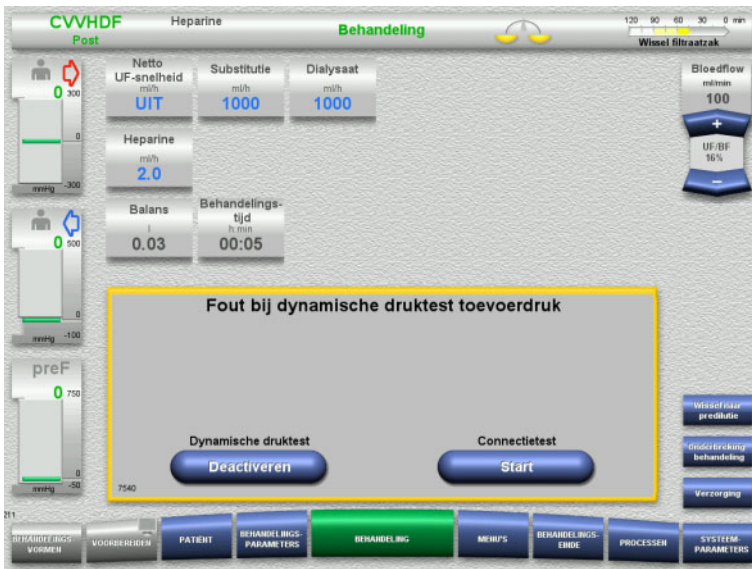 CVVHDF
Post
Heparine
Behandeling
120 90 60 30 0 min
Wissel filtraatzak
0
300
0
-300
mmHg
Netto
UF-snelheid
ml/h
UIT
Substitutie
ml/h
1000
Dialysaat
ml/h
1000
Bloedflow
ml/min
100
+
UF/BF
16%
−
Heparine
ml/h
2.0
Balans
l
0.03
Behandelings-
tijd
h:min
00:05
0
500
0
-100
mmHg
preF
0
750
0
-50
mmHg
Fout bij dynamische druktest toevoerdruk
Dynamische druktest
Deactiveren
Connectietest
Start
7540
Wissel naar
predilutie
Onderbreking
behandeling
Verzorging
211
BEHANDELINGS-
VORMEN
VOORBEREIDEN
PATIËNT
BEHANDELINGS-
PARAMETERS
BEHANDELING
MENU'S
BEHANDELINGS-
EINDE
PROCESSEN
SYSTEEM-
PARAMETERS